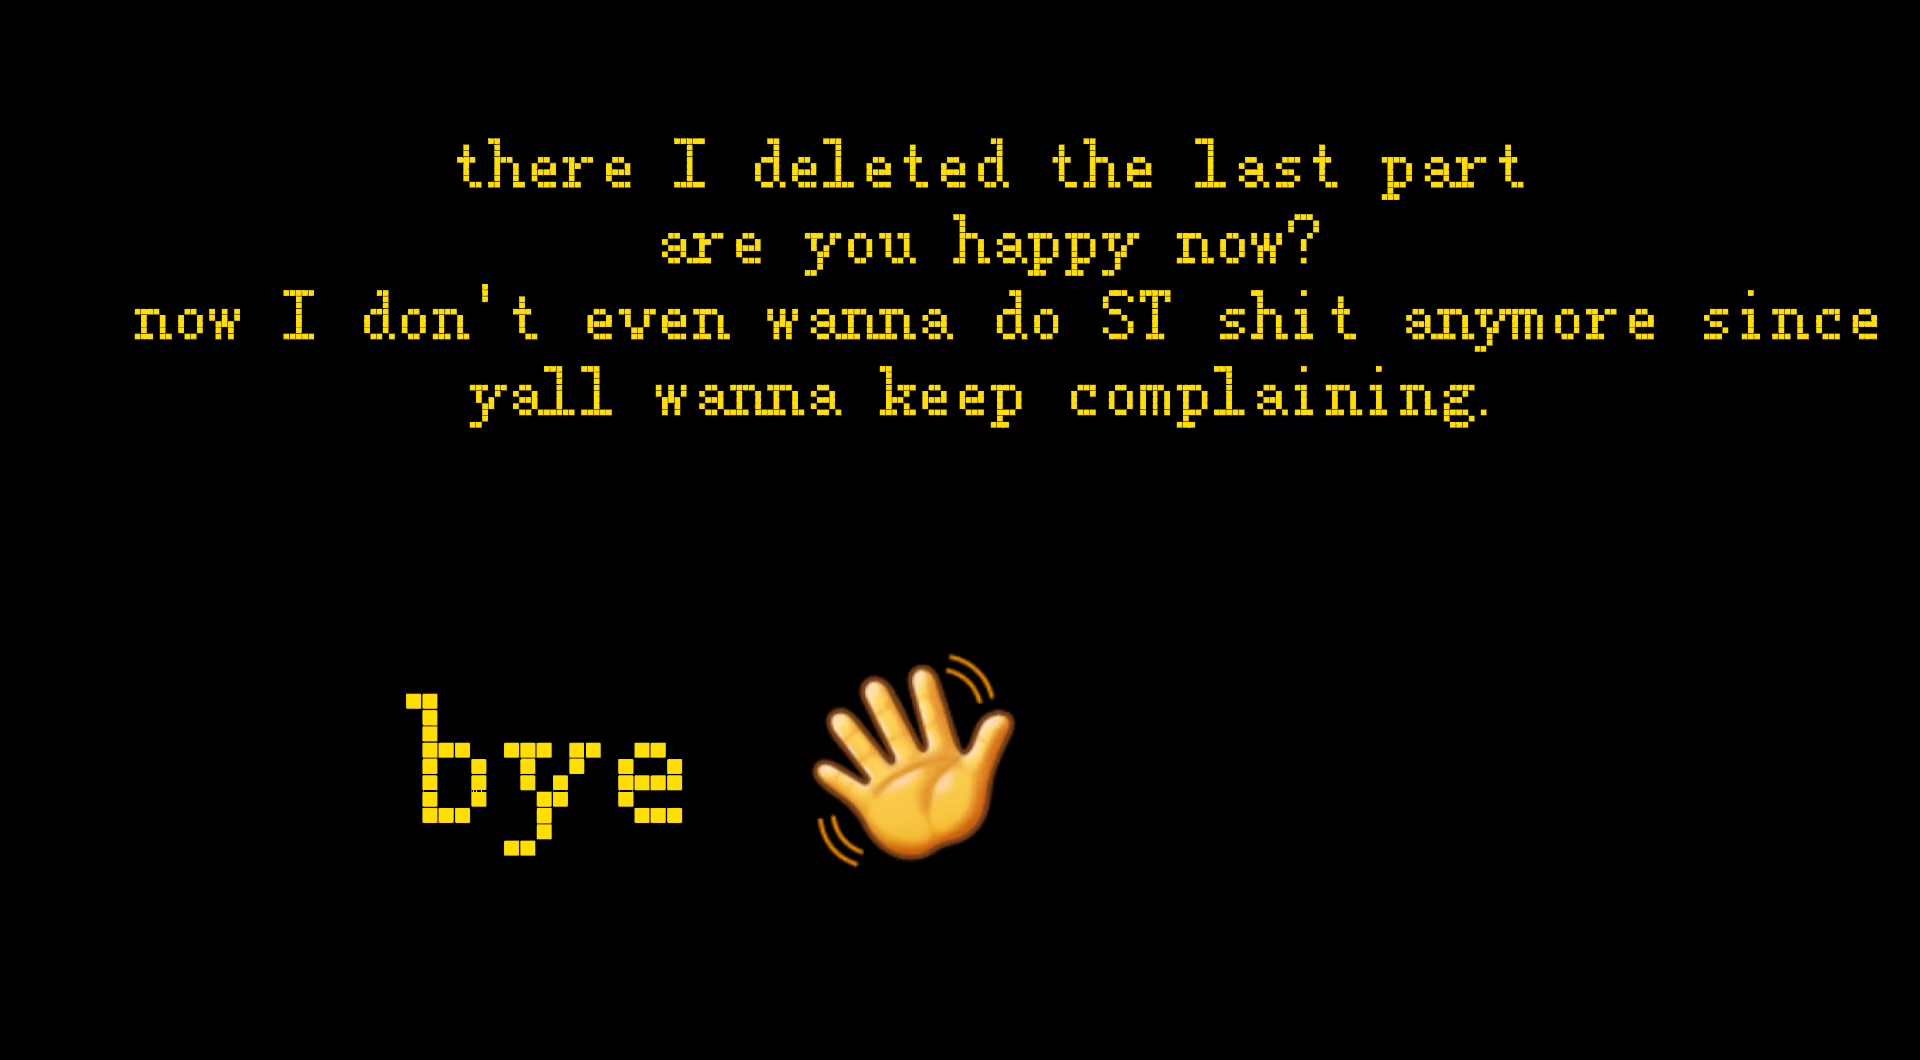 there I deleted the last part
are you happy now?
now I don't even wanna do ST shit anymore since
yall wanna keep complaining.
bye 👋